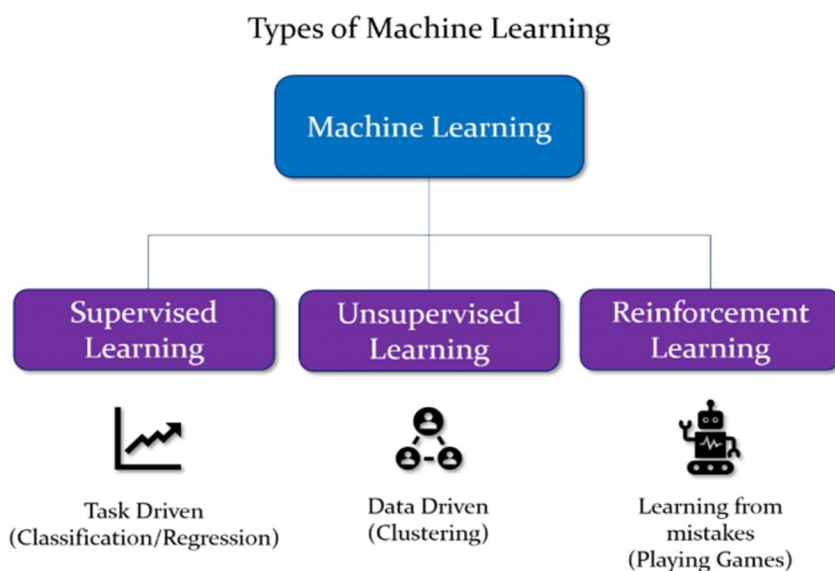 Types of Machine Learning
Machine Learning
Supervised
Learning
Unsupervised
Learning
Reinforcement
Learning
Task Driven
(Classification/Regression)
Data Driven
(Clustering)
Learning from
mistakes
(Playing Games)